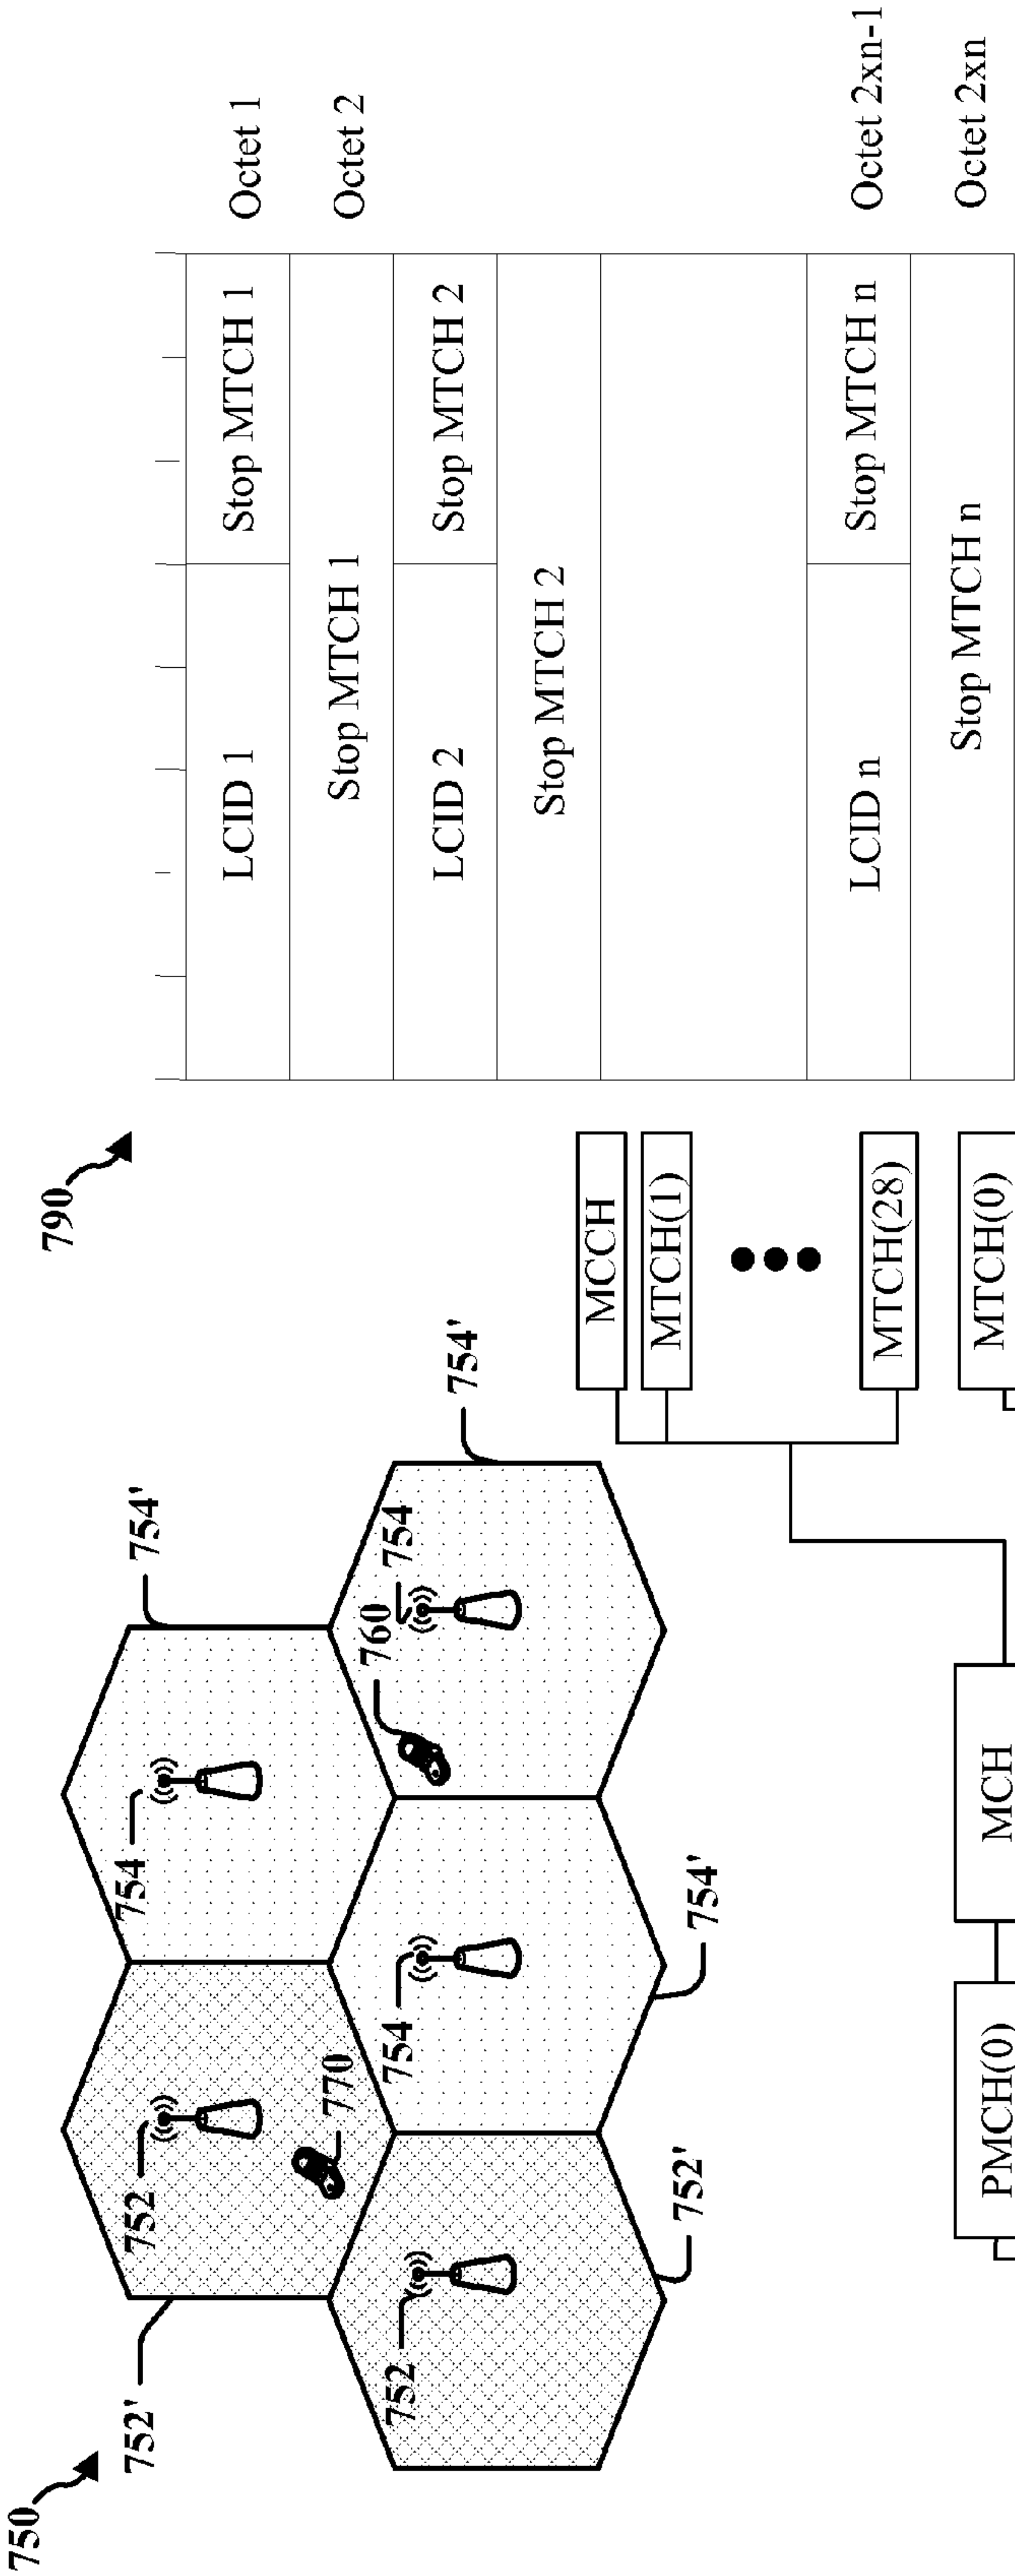 750
752'
754'
752
754
770
754
760
754
752
752'
754'
754'
PMCH(0)
MCH
MCCH
MTCH(1)
MTCH(28)
MTCH(0)
790
LCID 1 Stop MTCH 1 Octet 1
Stop MTCH 1 Octet 2
LCID 2 Stop MTCH 2
Stop MTCH 2
LCID n Stop MTCH n Octet 2xn-1
Stop MTCH n Octet 2xn